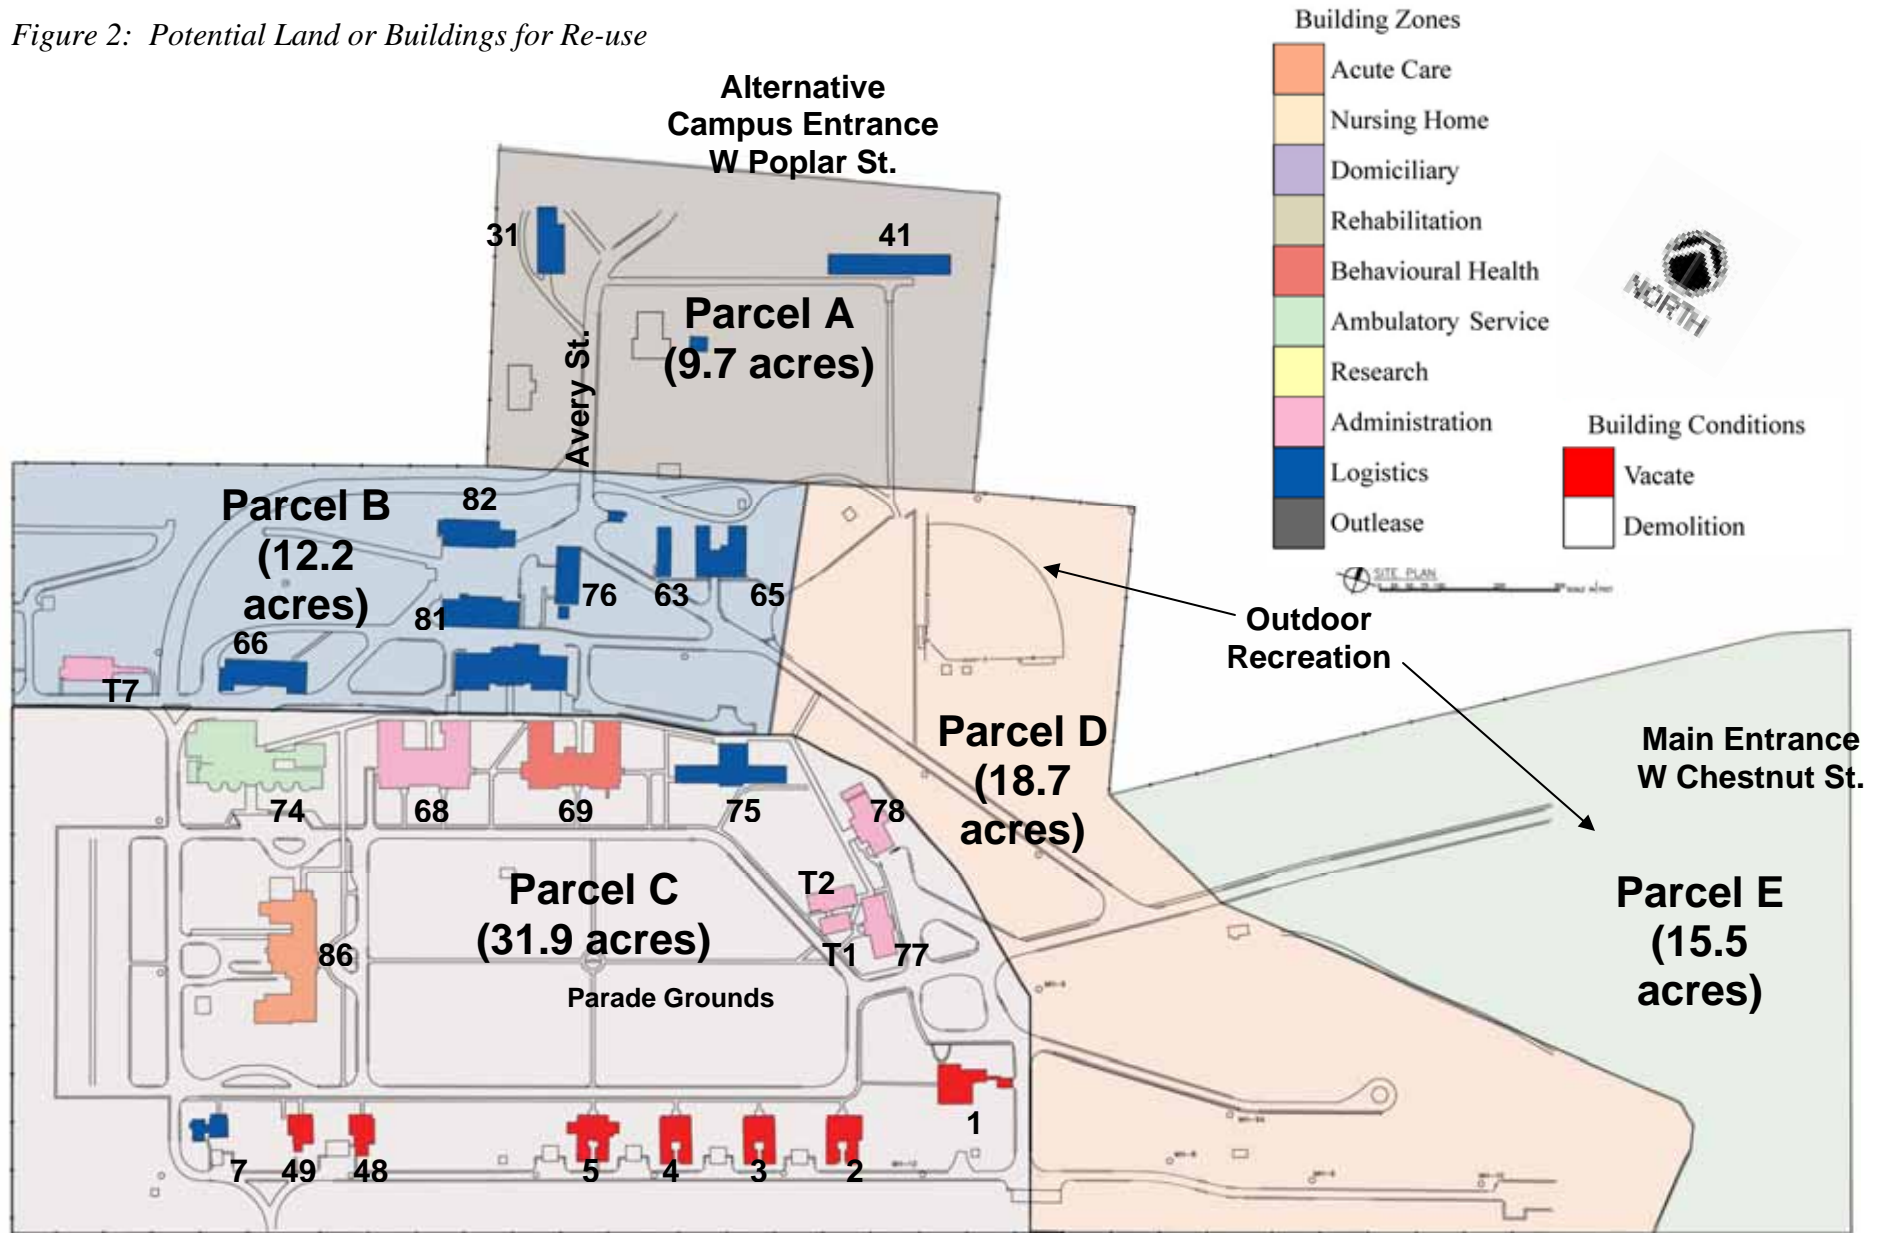 Figure 2: Potential Land or Buildings for Re-use
Building Zones
Acute Care
Nursing Home
Domiciliary
Rehabilitation
Behavioural Health
Ambulatory Service
Research
Administration
Logistics
Outlease
Building Conditions
Vacate
Demolition
NORTH
SITE PLAN
Alternative
Campus Entrance
W Poplar St.
31
41
Parcel A
(9.7 acres)
Avery St.
Parcel B
(12.2
acres)
82
81
76
63
65
66
T7
Outdoor
Recreation
Parcel D
(18.7
acres)
Main Entrance
W Chestnut St.
Parcel E
(15.5
acres)
74
68
69
75
78
T2
T1
77
86
Parcel C
(31.9 acres)
Parade Grounds
1
7
49
48
5
4
3
2